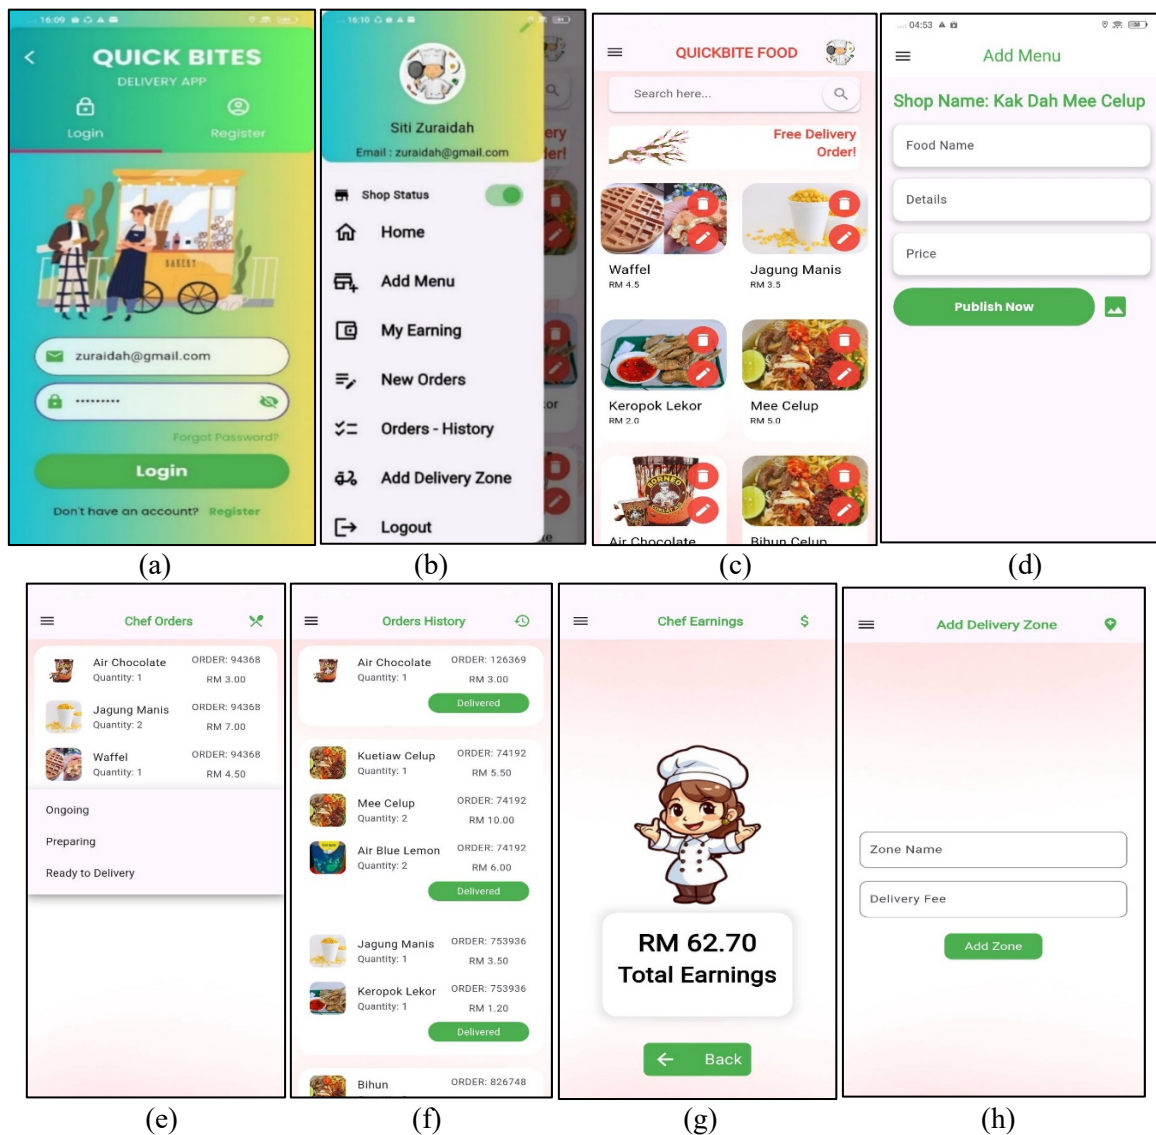 16:09
QUICK BITES
DELIVERY APP
Login
Register
BAKERY
zuraidah@gmail.com
Forgot Password?
Login
Don't have an account? Register
(a)
16:10
Siti Zuraidah
Email : zuraidah@gmail.com
Shop Status
Home
Add Menu
My Earning
New Orders
Orders - History
Add Delivery Zone
Logout
(b)
QUICKBITE FOOD
Search here...
Free Delivery
Order!
Waffel
RM 4.5
Jagung Manis
RM 3.5
Keropok Lekor
RM 2.0
Mee Celup
RM 5.0
BORNEO
Air Chocolate
Bihun Celup
(c)
04:53
Add Menu
Shop Name: Kak Dah Mee Celup
Food Name
Details
Price
Publish Now
(d)
Chef Orders
Air Chocolate
ORDER: 94368
Quantity: 1
RM 3.00
Jagung Manis
ORDER: 94368
Quantity: 2
RM 7.00
Waffel
ORDER: 94368
Quantity: 1
RM 4.50
Ongoing
Preparing
Ready to Delivery
(e)
Orders History
Air Chocolate
ORDER: 126369
Quantity: 1
RM 3.00
Delivered
Kuetiaw Celup
ORDER: 74192
Quantity: 1
RM 5.50
Mee Celup
ORDER: 74192
Quantity: 2
RM 10.00
Air Blue Lemon
ORDER: 74192
Quantity: 2
RM 6.00
Delivered
Jagung Manis
ORDER: 753936
Quantity: 1
RM 3.50
Keropok Lekor
ORDER: 753936
Quantity: 1
RM 1.20
Delivered
Bihun
ORDER: 826748
(f)
Chef Earnings
$
RM 62.70
Total Earnings
Back
(g)
Add Delivery Zone
Zone Name
Delivery Fee
Add Zone
(h)